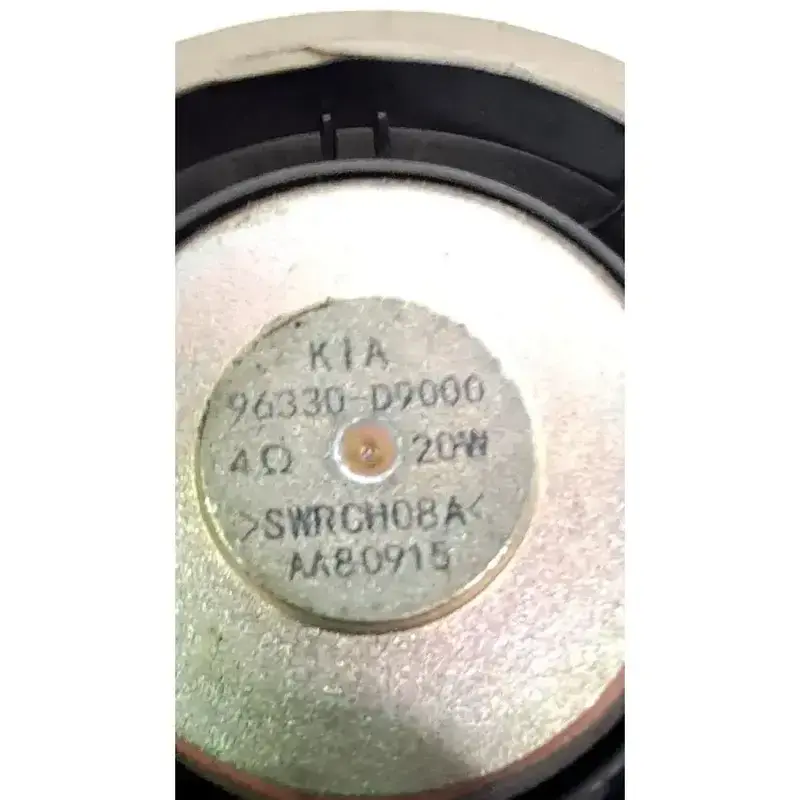 KIA
96330-D9000
4Ω 20W
>SWRCH08A<
AA80915